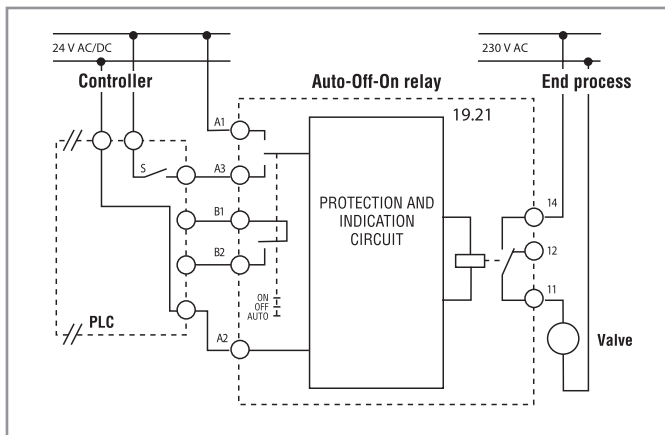 24 V AC/DC
230 V AC
Controller
Auto-Off-On relay
End process
19.21
A1
S
A3
B1
B2
PROTECTION AND
INDICATION
CIRCUIT
14
12
11
ON
OFF
AUTO
PLC
A2
Valve